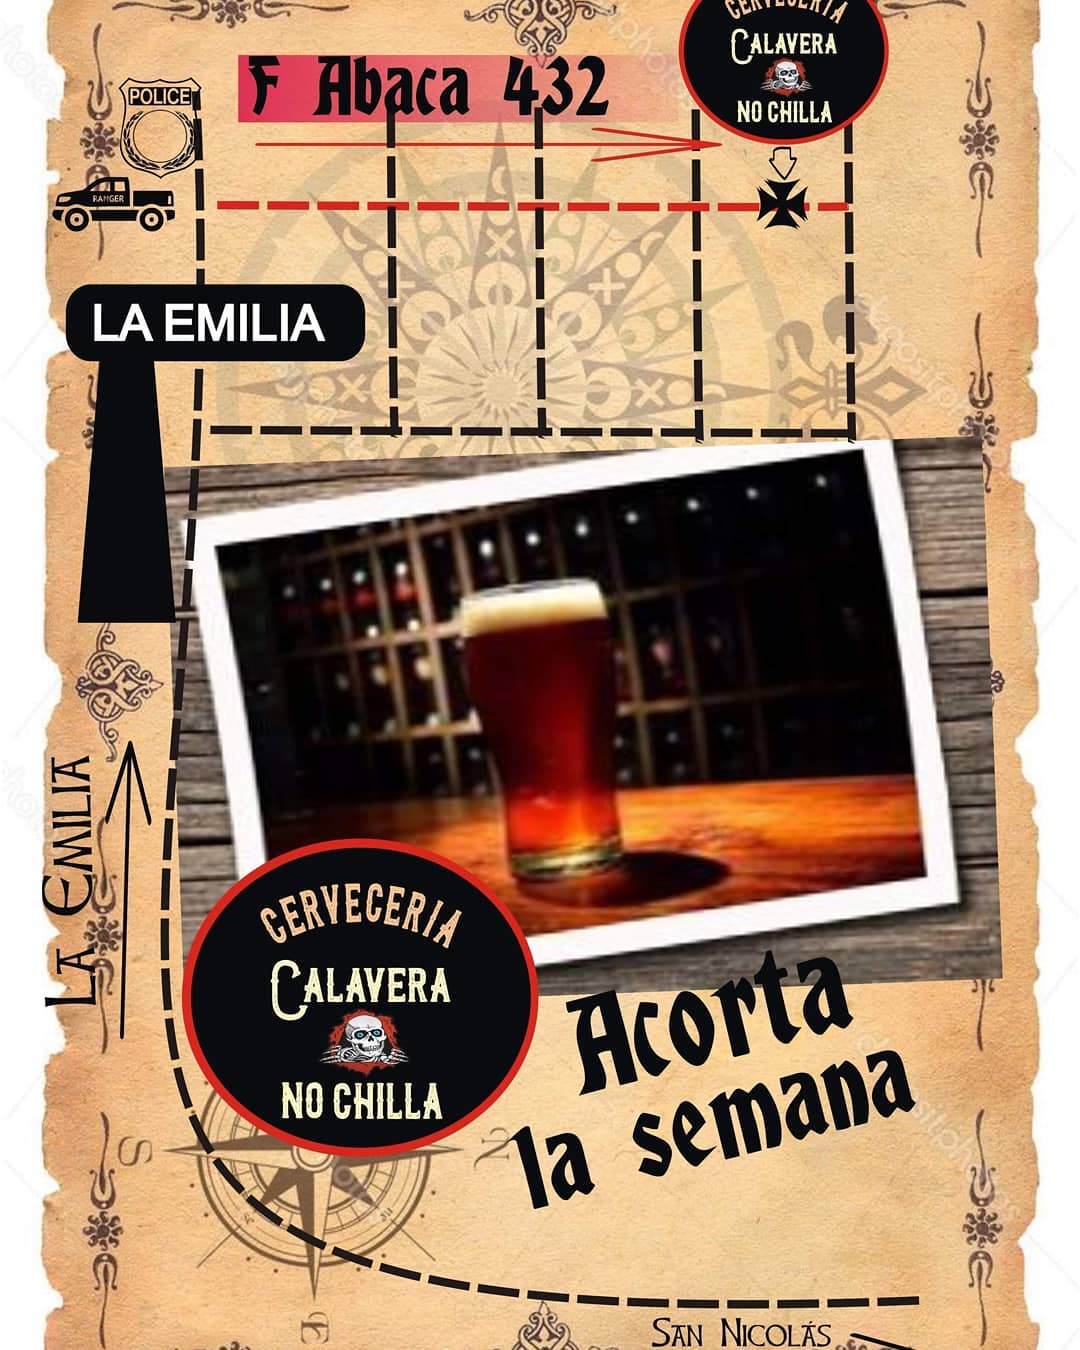 CERVECERIA
CALAVERA
NO CHILLA
F Abaca 432
POLICE
RANGER
LA EMILIA
LA EMILIA
CERVECERIA
CALAVERA
NO CHILLA
Acorta
la semana
S
E
SAN NICOLÁS